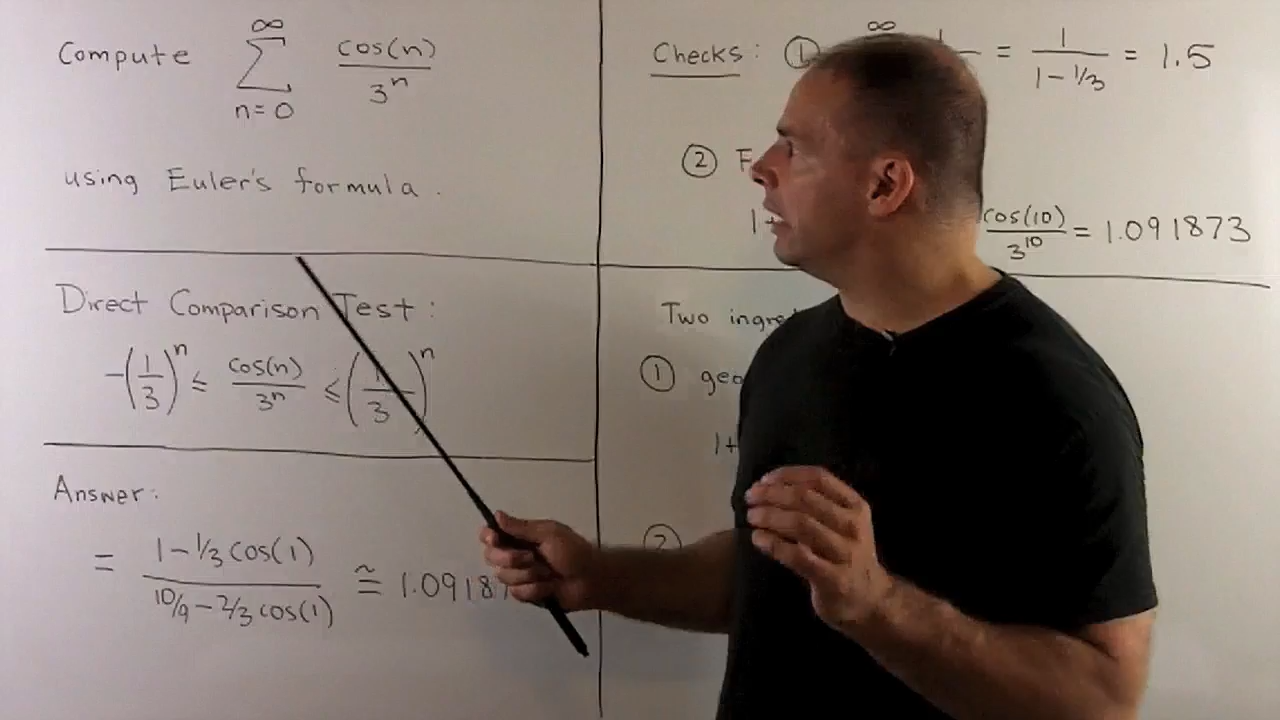 Compute ∞∑n=0 cos(n)/3^n
using Euler's formula.
Direct Comparison Test:
-(1/3)^n ≤ cos(n)/3^n ≤ (1/3)^n
Answer:
= (1 - 1/3 cos(1))/(10/9 - 2/3 cos(1)) ≅ 1.0918
Checks: ① ∞ = 1/(1 - 1/3) = 1.5
②
1+ cos(10)/3^10 = 1.091873
Two
①
1+
②